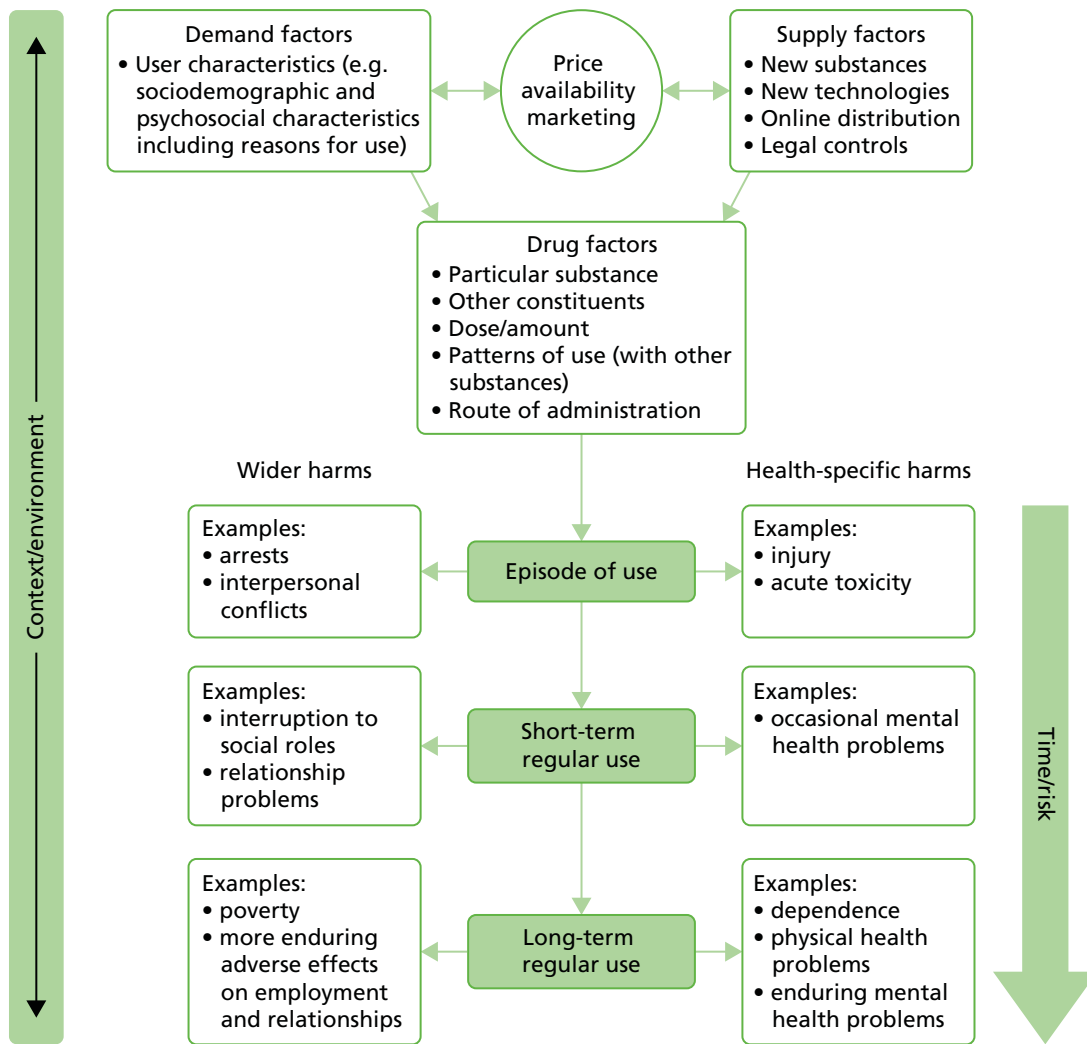 Demand factors
• User characteristics (e.g.
sociodemographic and
psychosocial characteristics
including reasons for use)
Price
availability
marketing
Supply factors
• New substances
• New technologies
• Online distribution
• Legal controls
Drug factors
• Particular substance
• Other constituents
• Dose/amount
• Patterns of use (with other
substances)
• Route of administration
Context/environment
Wider harms
Health-specific harms
Examples:
• arrests
• interpersonal
conflicts
Episode of use
Examples:
• injury
• acute toxicity
Examples:
• interruption to
social roles
• relationship
problems
Short-term
regular use
Examples:
• occasional mental
health problems
Time/risk
Examples:
• poverty
• more enduring
adverse effects
on employment
and relationships
Long-term
regular use
Examples:
• dependence
• physical health
problems
• enduring mental
health problems